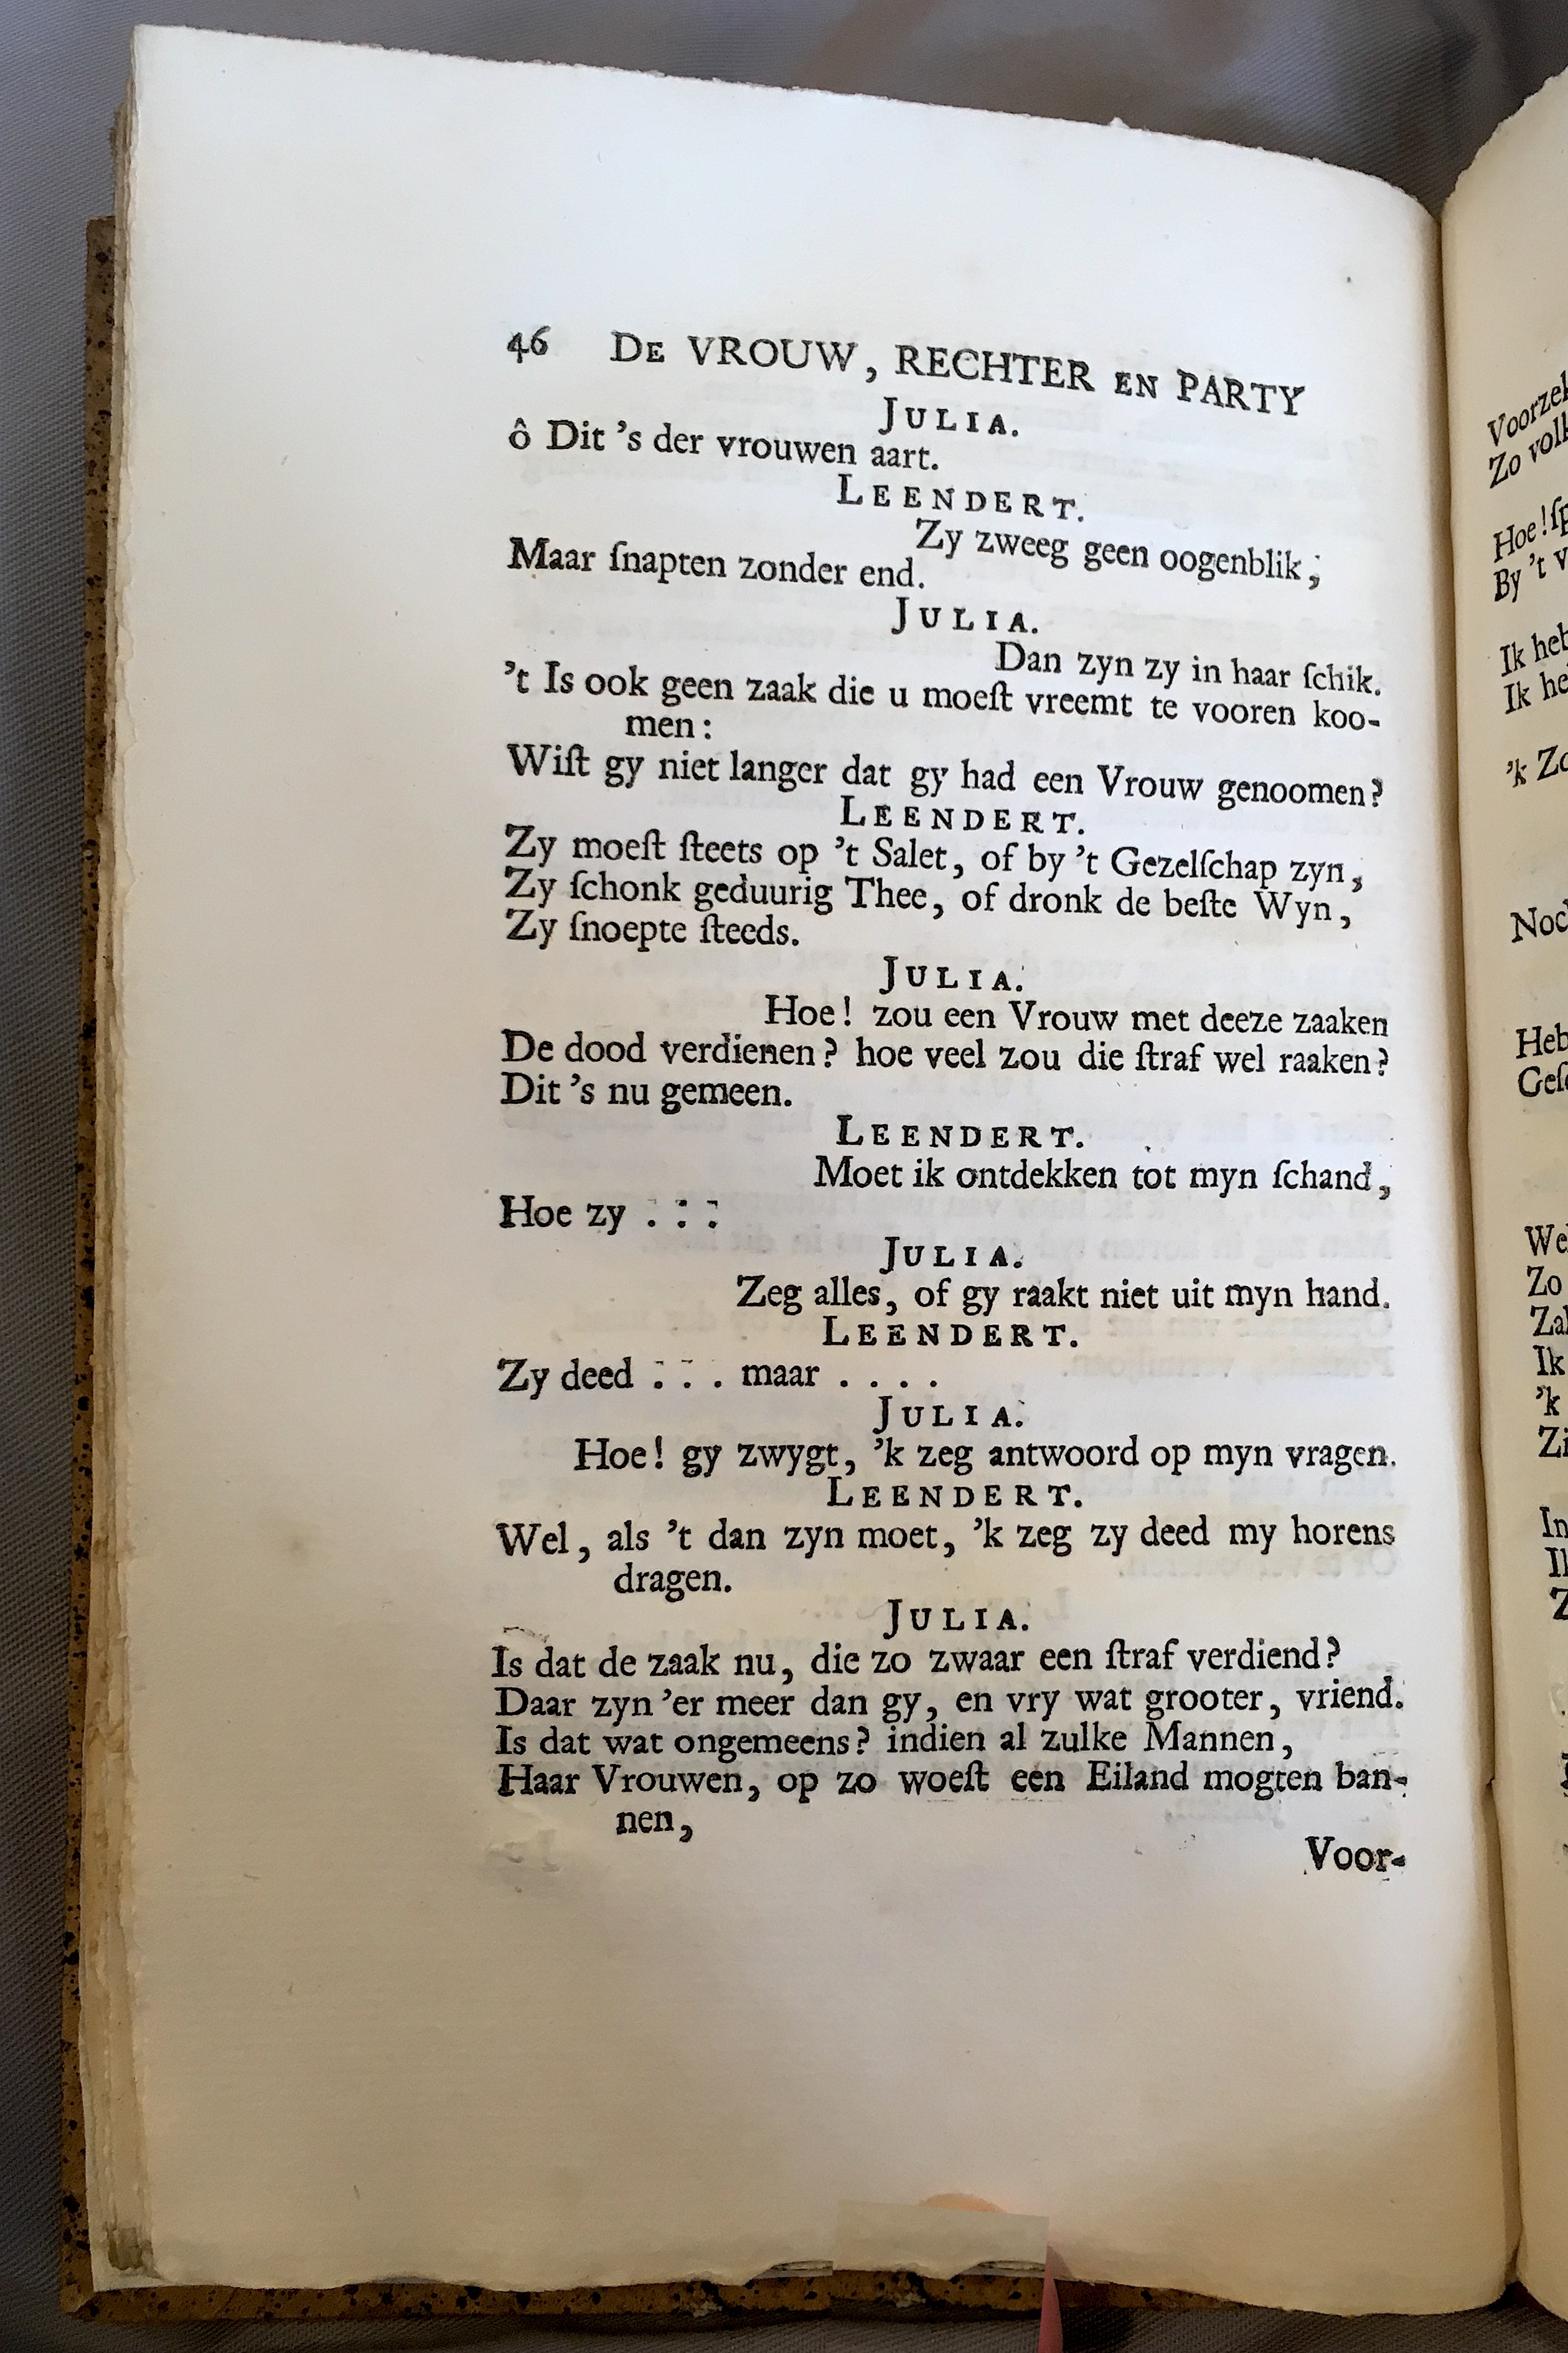 46 DE VROUW, RECHTER EN PARTY
JULIA.
ô Dit 's der vrouwen aart.
LEENDERT.
Zy zweeg geen oogenblik;
Maar ſnapten zonder end.
JULIA.
Dan zyn zy in haar ſchik.
't Is ook geen zaak die u moeſt vreemt te vooren koo-
men:
Wiſt gy niet langer dat gy had een Vrouw genoomen?
LEENDERT.
Zy moeſt ſteets op 't Salet, of by 't Gezelſchap zyn,
Zy ſchonk geduurig Thee, of dronk de beſte Wyn,
Zy ſnoepte ſteeds.
JULIA.
Hoe! zou een Vrouw met deeze zaaken
De dood verdienen? hoe veel zou die ſtraf wel raaken?
Dit 's nu gemeen.
LEENDERT.
Moet ik ontdekken tot myn ſchand,
Hoe zy . : :
JULIA.
Zeg alles, of gy raakt niet uit myn hand.
LEENDERT.
Zy deed : : . maar . . . .
JULIA.
Hoe! gy zwygt, 'k zeg antwoord op myn vragen.
LEENDERT.
Wel, als 't dan zyn moet, 'k zeg zy deed my horens
dragen.
JULIA.
Is dat de zaak nu, die zo zwaar een ſtraf verdiend?
Daar zyn 'er meer dan gy, en vry wat grooter, vriend.
Is dat wat ongemeens? indien al zulke Mannen,
Haar Vrouwen, op zo woeſt een Eiland mogten ban-
nen,
Voor-
Zo
Hoe!
By 't
Ik
Ik
'k
We
Zo
Ik
'k
In